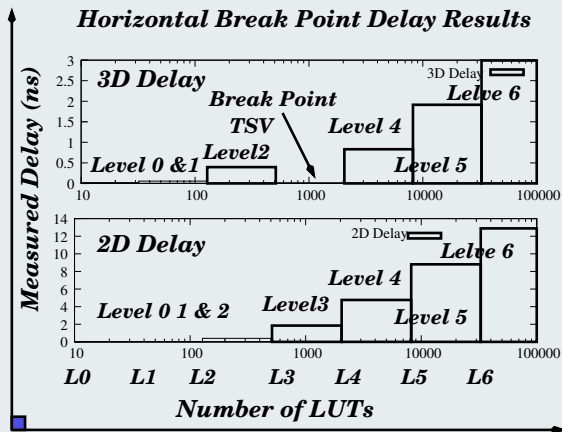 Horizontal Break Point Delay Results
Measured Delay (ns)
3
2.5
2
1.5
1
0.5
0
3D Delay
3D Delay
Lelve 6
Break Point
TSV
Level 4
Level 0 &1
Level2
Level 5
10 100 1000 10000 100000
14
12
10
8
6
4
2
0
2D Delay
2D Delay
Lelve 6
Level 4
Level 0 1 & 2
Level3
Level 5
10 100 1000 10000 100000
L0 L1 L2 L3 L4 L5 L6
Number of LUTs